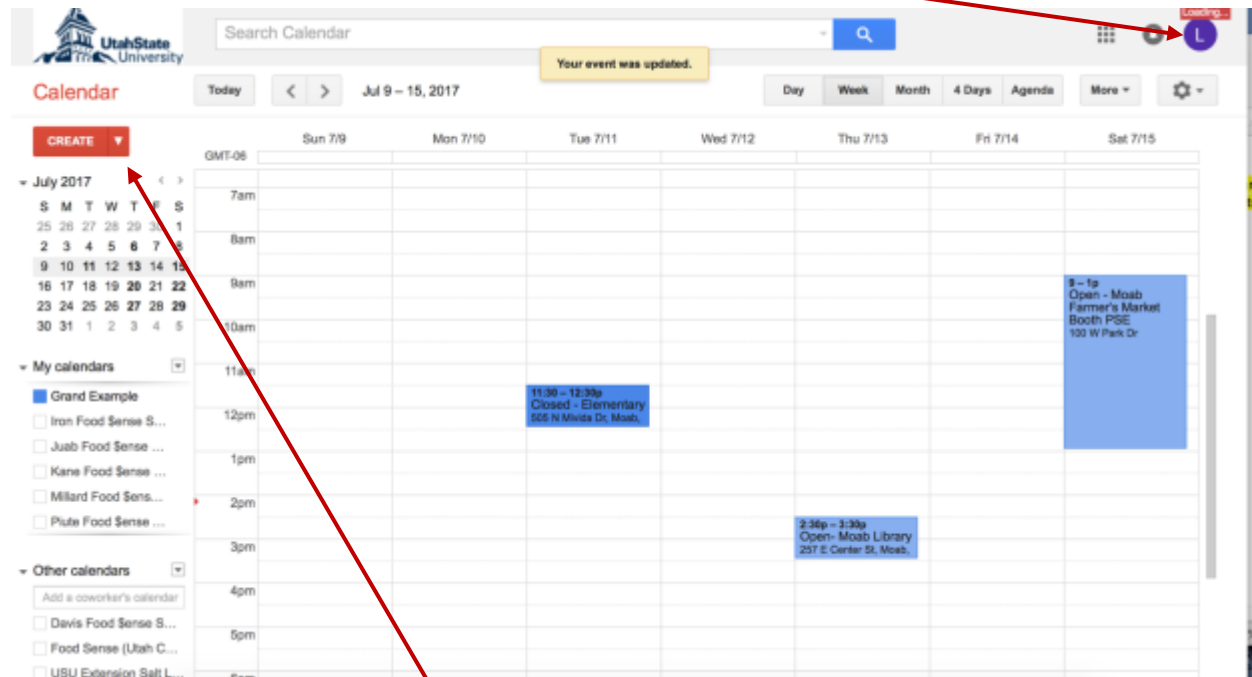 UtahState
University
Search Calendar
Loading...
L
Your event was updated.
Calendar
Today
Jul 9 – 15, 2017
Day Week Month 4 Days Agenda More
CREATE
Sun 7/9 Mon 7/10 Tue 7/11 Wed 7/12 Thu 7/13 Fri 7/14 Sat 7/15
GMT-06
July 2017
S M T W T F S
25 26 27 28 29 30 1
2 3 4 5 6 7 8
9 10 11 12 13 14 15
16 17 18 19 20 21 22
23 24 25 26 27 28 29
30 31 1 2 3 4 5
My calendars
Grand Example
Iron Food $ense S...
Juab Food $ense ...
Kane Food $ense ...
Millard Food $ens...
Piute Food $ense ...
Other calendars
Add a coworker's calendar
Davis Food $ense S...
Food Sense (Utah C...
USU Extension Salt L...
7am
8am
9am
10am
11am
12pm
1pm
2pm
3pm
4pm
5pm
6pm
11:30 – 12:30p
Closed - Elementary
505 N Mivida Dr, Moab,
2:30p – 3:30p
Open- Moab Library
257 E Center St, Moab,
9 – 1p
Open - Moab
Farmer's Market
Booth PSE
100 W Park Dr